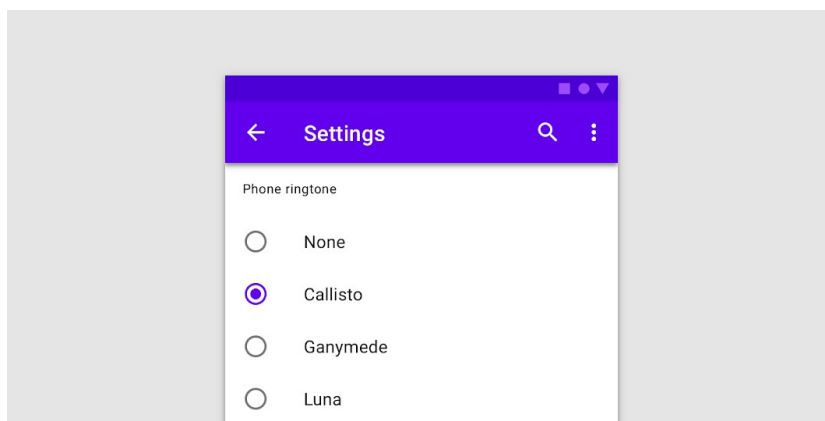 Settings
Phone ringtone
None
Callisto
Ganymede
Luna